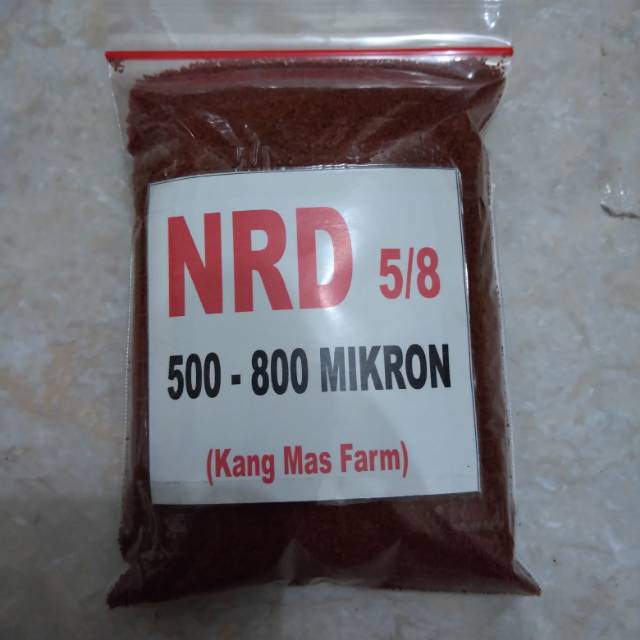 NRD 5/8
500 - 800 MIKRON
(Kang Mas Farm)